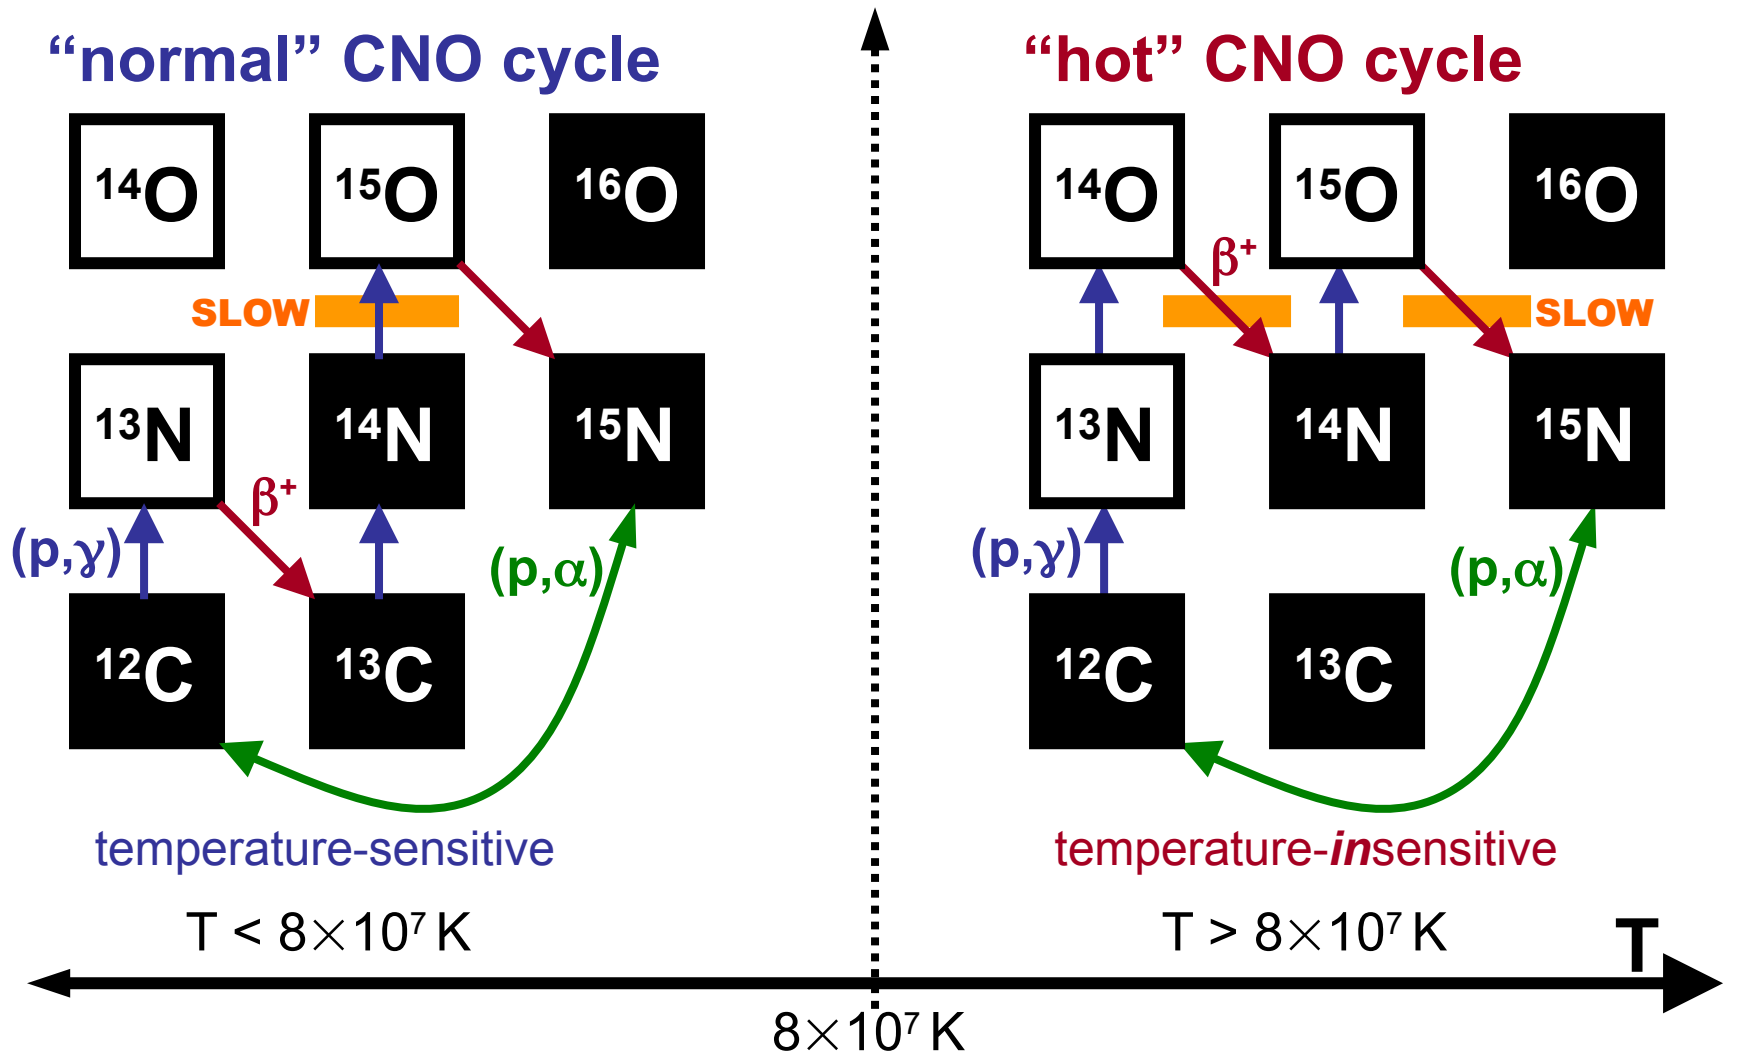 “normal” CNO cycle
¹⁴O ¹⁵O ¹⁶O
SLOW
¹³N ¹⁴N ¹⁵N
β⁺
(p,γ)
(p,α)
¹²C ¹³C
temperature-sensitive
T < 8×10⁷ K
“hot” CNO cycle
¹⁴O ¹⁵O ¹⁶O
β⁺
SLOW
¹³N ¹⁴N ¹⁵N
(p,γ)
(p,α)
¹²C ¹³C
temperature-insensitive
T > 8×10⁷ K
T
8×10⁷ K